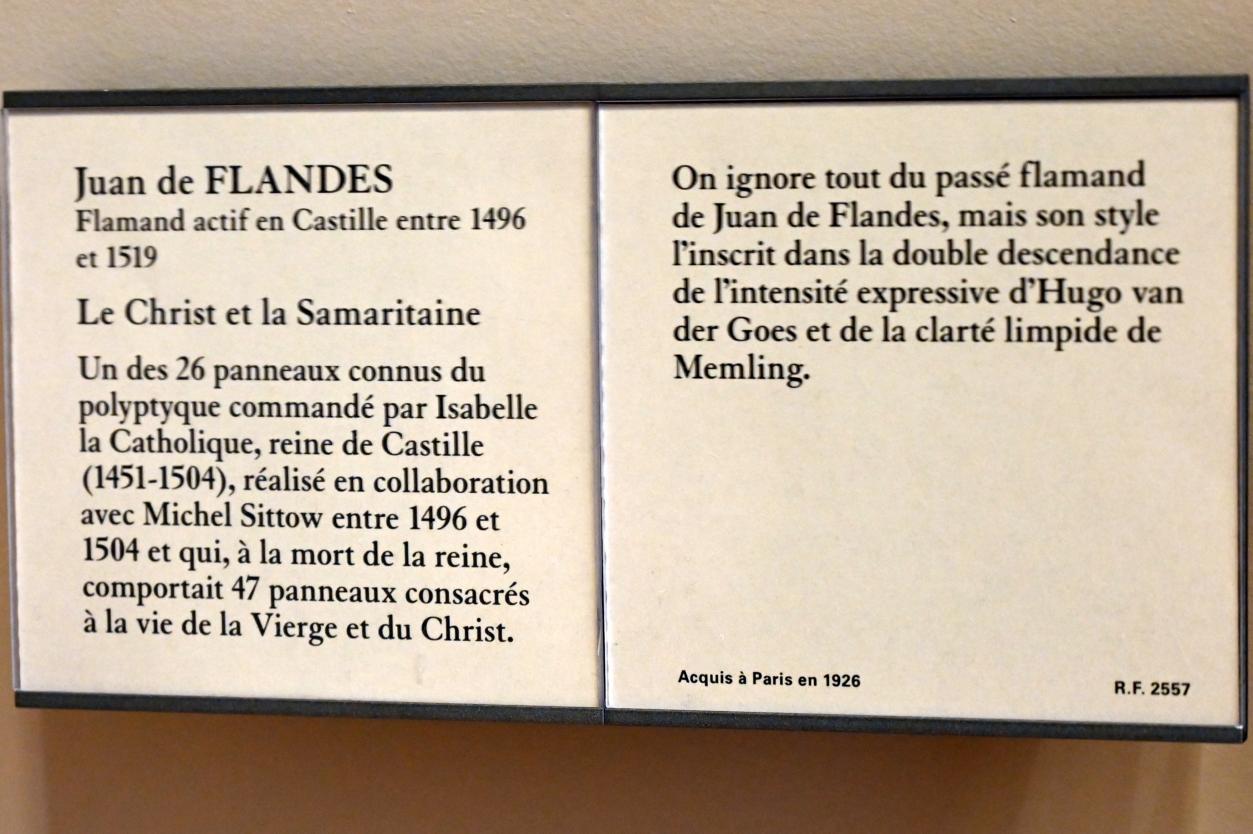 Juan de FLANDES
Flamand actif en Castille entre 1496
et 1519
Le Christ et la Samaritaine
Un des 26 panneaux connus du
polyptyque commandé par Isabelle
la Catholique, reine de Castille
(1451-1504), réalisé en collaboration
avec Michel Sittow entre 1496 et
1504 et qui, à la mort de la reine,
comportait 47 panneaux consacrés
à la vie de la Vierge et du Christ.
On ignore tout du passé flamand
de Juan de Flandes, mais son style
l'inscrit dans la double descendance
de l'intensité expressive d'Hugo van
der Goes et de la clarté limpide de
Memling.
Acquis à Paris en 1926
R.F. 2557